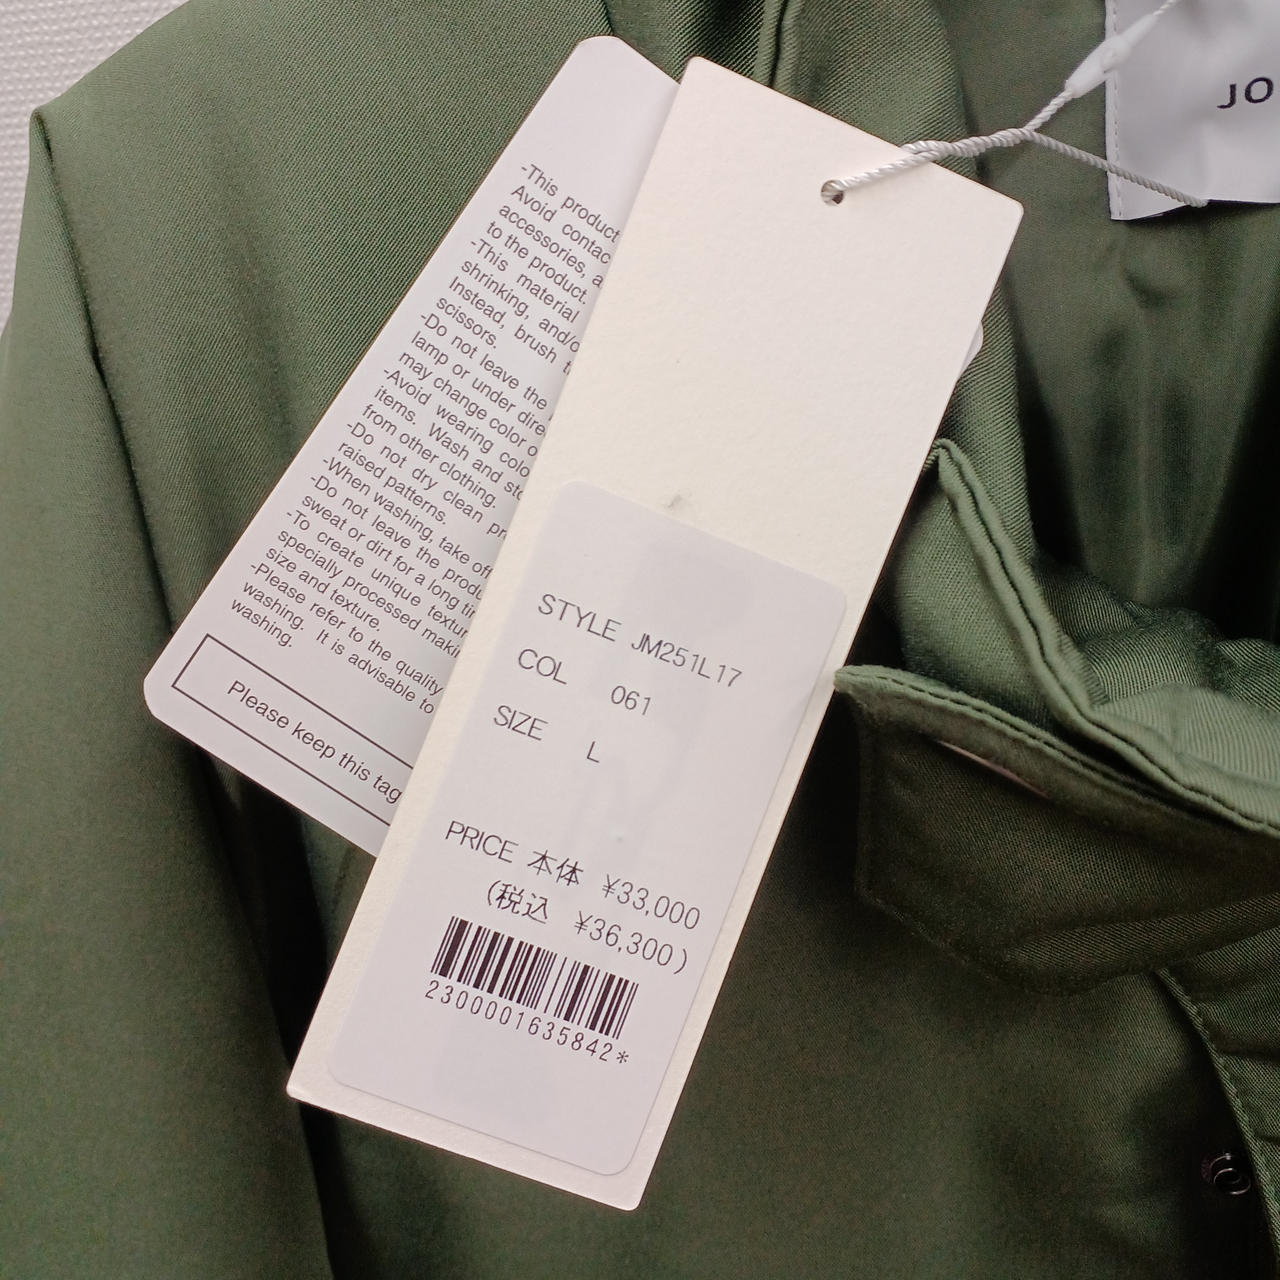 JO
-This product
Avoid contac
accessories, a
to the product.
-This material
shrinking, and/o
Instead, brush t
scissors.
-Do not leave the
lamp or under dire
may change color o
-Avoid wearing colo
items. Wash and sto
from other clothing.
-Do not dry clean pr
raised patterns.
-When washing, take off
-Do not leave the produ
sweat or dirt for a long ti
-To create unique textur
specially processed makin
size and texture.
-Please refer to the quality
washing. It is advisable to
washing.
Please keep this tag
STYLE JM251L17
COL 061
SIZE L
PRICE 本体 ¥33,000
(税込 ¥36,300)
2300001635842*